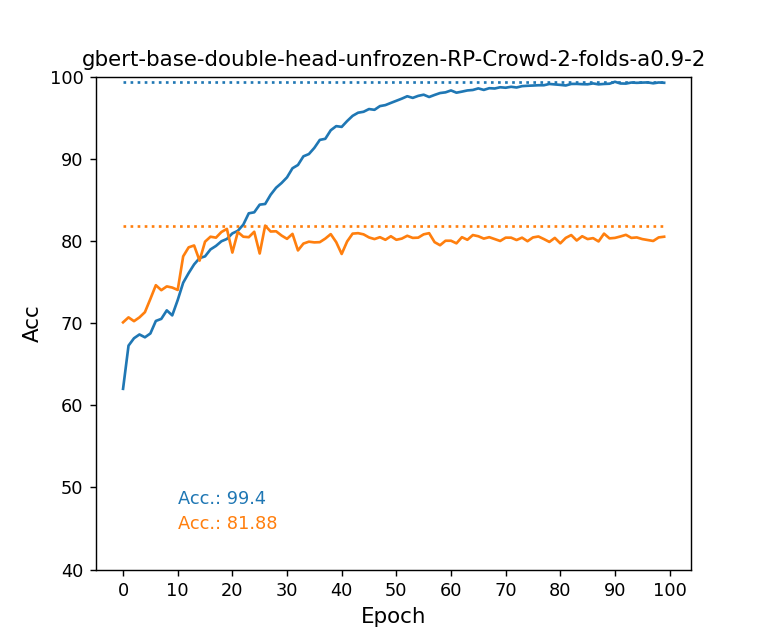 gbert-base-double-head-unfrozen-RP-Crowd-2-folds-a0.9-2
100
90
80
70
60
50
40
Acc
Acc.: 99.4
Acc.: 81.88
0 10 20 30 40 50 60 70 80 90 100
Epoch